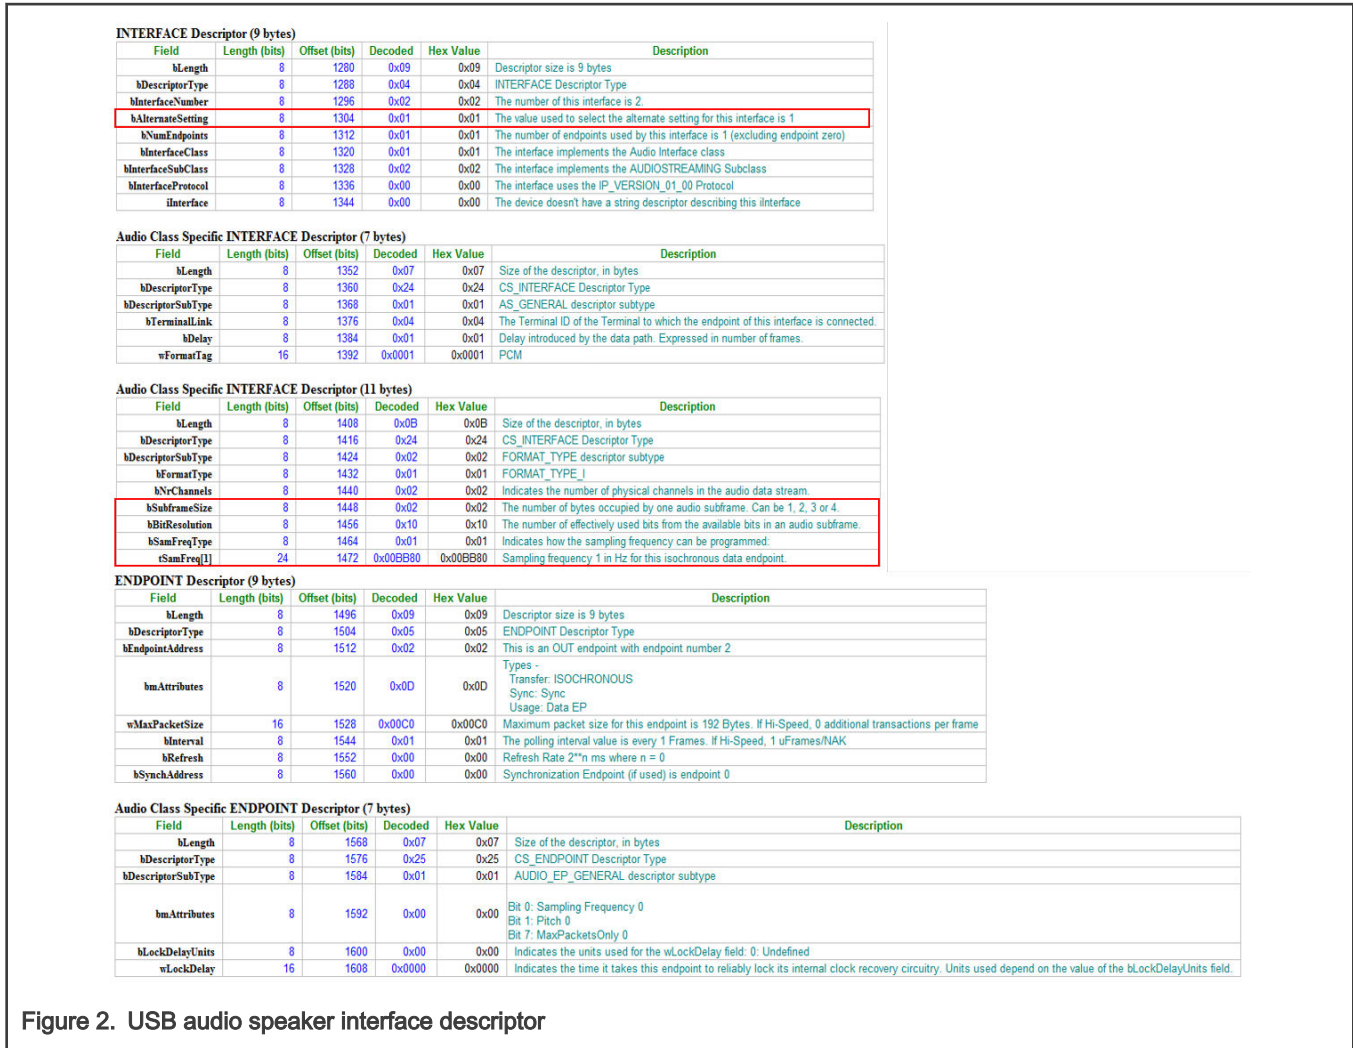 INTERFACE Descriptor (9 bytes)
Field Length (bits) Offset (bits) Decoded Hex Value Description
bLength 8 1280 0x09 0x09 Descriptor size is 9 bytes
bDescriptorType 8 1288 0x04 0x04 INTERFACE Descriptor Type
bInterfaceNumber 8 1296 0x02 0x02 The number of this interface is 2.
bAlternateSetting 8 1304 0x01 0x01 The value used to select the alternate setting for this interface is 1
bNumEndpoints 8 1312 0x01 0x01 The number of endpoints used by this interface is 1 (excluding endpoint zero)
bInterfaceClass 8 1320 0x01 0x01 The interface implements the Audio Interface class
bInterfaceSubClass 8 1328 0x02 0x02 The interface implements the AUDIOSTREAMING Subclass
bInterfaceProtocol 8 1336 0x00 0x00 The interface uses the IP_VERSION_01_00 Protocol
iInterface 8 1344 0x00 0x00 The device doesn't have a string descriptor describing this iInterface
Audio Class Specific INTERFACE Descriptor (7 bytes)
Field Length (bits) Offset (bits) Decoded Hex Value Description
bLength 8 1352 0x07 0x07 Size of the descriptor, in bytes
bDescriptorType 8 1360 0x24 0x24 CS_INTERFACE Descriptor Type
bDescriptorSubType 8 1368 0x01 0x01 AS_GENERAL descriptor subtype
bTerminalLink 8 1376 0x04 0x04 The Terminal ID of the Terminal to which the endpoint of this interface is connected.
bDelay 8 1384 0x01 0x01 Delay introduced by the data path. Expressed in number of frames.
wFormatTag 16 1392 0x0001 0x0001 PCM
Audio Class Specific INTERFACE Descriptor (11 bytes)
Field Length (bits) Offset (bits) Decoded Hex Value Description
bLength 8 1408 0x0B 0x0B Size of the descriptor, in bytes
bDescriptorType 8 1416 0x24 0x24 CS_INTERFACE Descriptor Type
bDescriptorSubType 8 1424 0x02 0x02 FORMAT_TYPE descriptor subtype
bFormatType 8 1432 0x01 0x01 FORMAT_TYPE_I
bNrChannels 8 1440 0x02 0x02 Indicates the number of physical channels in the audio data stream.
bSubframeSize 8 1448 0x02 0x02 The number of bytes occupied by one audio subframe. Can be 1, 2, 3 or 4.
bBitResolution 8 1456 0x10 0x10 The number of effectively used bits from the available bits in an audio subframe.
bSamFreqType 8 1464 0x01 0x01 Indicates how the sampling frequency can be programmed:
tSamFreq[1] 24 1472 0x00BB80 0x00BB80 Sampling frequency 1 in Hz for this isochronous data endpoint.
ENDPOINT Descriptor (9 bytes)
Field Length (bits) Offset (bits) Decoded Hex Value Description
bLength 8 1496 0x09 0x09 Descriptor size is 9 bytes
bDescriptorType 8 1504 0x05 0x05 ENDPOINT Descriptor Type
bEndpointAddress 8 1512 0x02 0x02 This is an OUT endpoint with endpoint number 2
Types -
Transfer: ISOCHRONOUS
bmAttributes 8 1520 0x0D 0x0D Sync: Sync
Usage: Data EP
wMaxPacketSize 16 1528 0x00C0 0x00C0 Maximum packet size for this endpoint is 192 Bytes. If Hi-Speed, 0 additional transactions per frame
bInterval 8 1544 0x01 0x01 The polling interval value is every 1 Frames. If Hi-Speed, 1 uFrames/NAK
bRefresh 8 1552 0x00 0x00 Refresh Rate 2**n ms where n = 0
bSynchAddress 8 1560 0x00 0x00 Synchronization Endpoint (if used) is endpoint 0
Audio Class Specific ENDPOINT Descriptor (7 bytes)
Field Length (bits) Offset (bits) Decoded Hex Value Description
bLength 8 1568 0x07 0x07 Size of the descriptor, in bytes
bDescriptorType 8 1576 0x25 0x25 CS_ENDPOINT Descriptor Type
bDescriptorSubType 8 1584 0x01 0x01 AUDIO_EP_GENERAL descriptor subtype
Bit 0: Sampling Frequency 0
bmAttributes 8 1592 0x00 0x00 Bit 1: Pitch 0
Bit 7: MaxPacketsOnly 0
bLockDelayUnits 8 1600 0x00 0x00 Indicates the units used for the wLockDelay field: 0: Undefined
wLockDelay 16 1608 0x0000 0x0000 Indicates the time it takes this endpoint to reliably lock its internal clock recovery circuitry. Units used depend on the value of the bLockDelayUnits field.
Figure 2. USB audio speaker interface descriptor